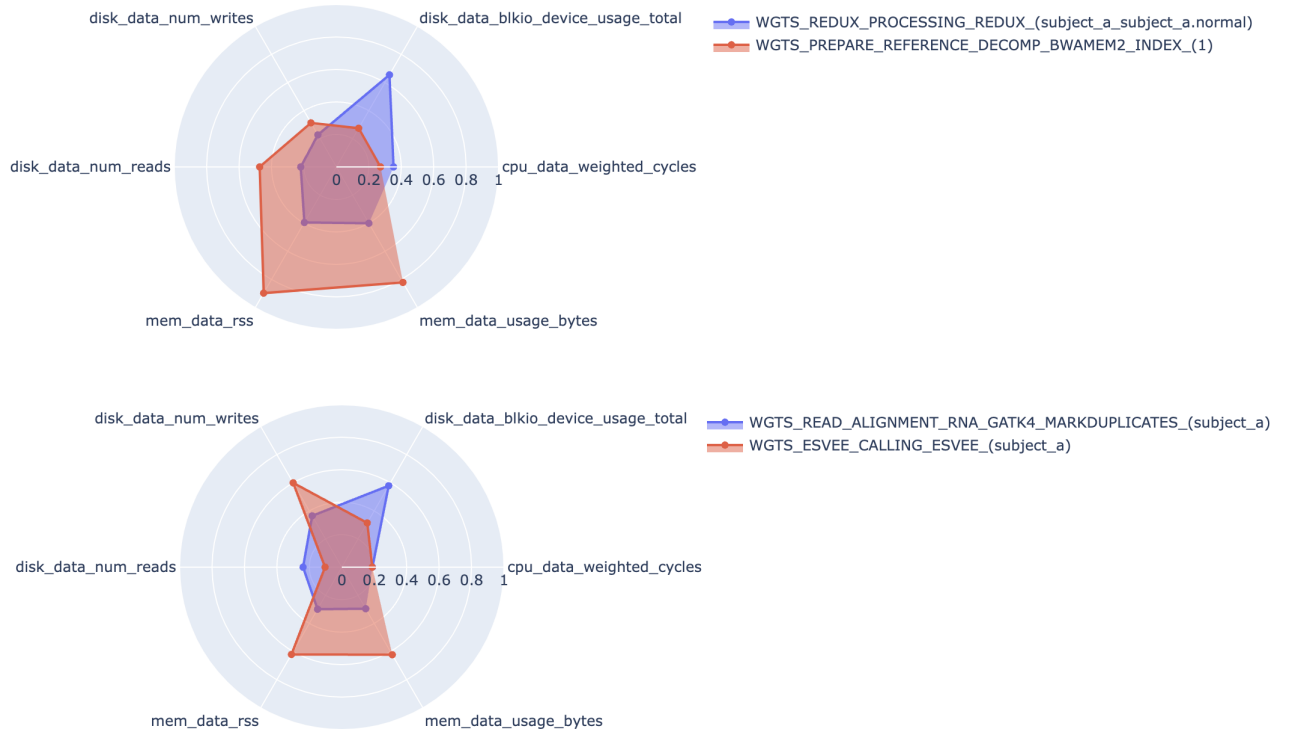 disk_data_num_writes
disk_data_blkio_device_usage_total
WGTS_REDUX_PROCESSING_REDUX_(subject_a_subject_a.normal)
WGTS_PREPARE_REFERENCE_DECOMP_BWAMEM2_INDEX_(1)
disk_data_num_reads
cpu_data_weighted_cycles
0 0.2 0.4 0.6 0.8 1
mem_data_rss
mem_data_usage_bytes
disk_data_num_writes
disk_data_blkio_device_usage_total
WGTS_READ_ALIGNMENT_RNA_GATK4_MARKDUPLICATES_(subject_a)
WGTS_ESVEE_CALLING_ESVEE_(subject_a)
disk_data_num_reads
cpu_data_weighted_cycles
0 0.2 0.4 0.6 0.8 1
mem_data_rss
mem_data_usage_bytes